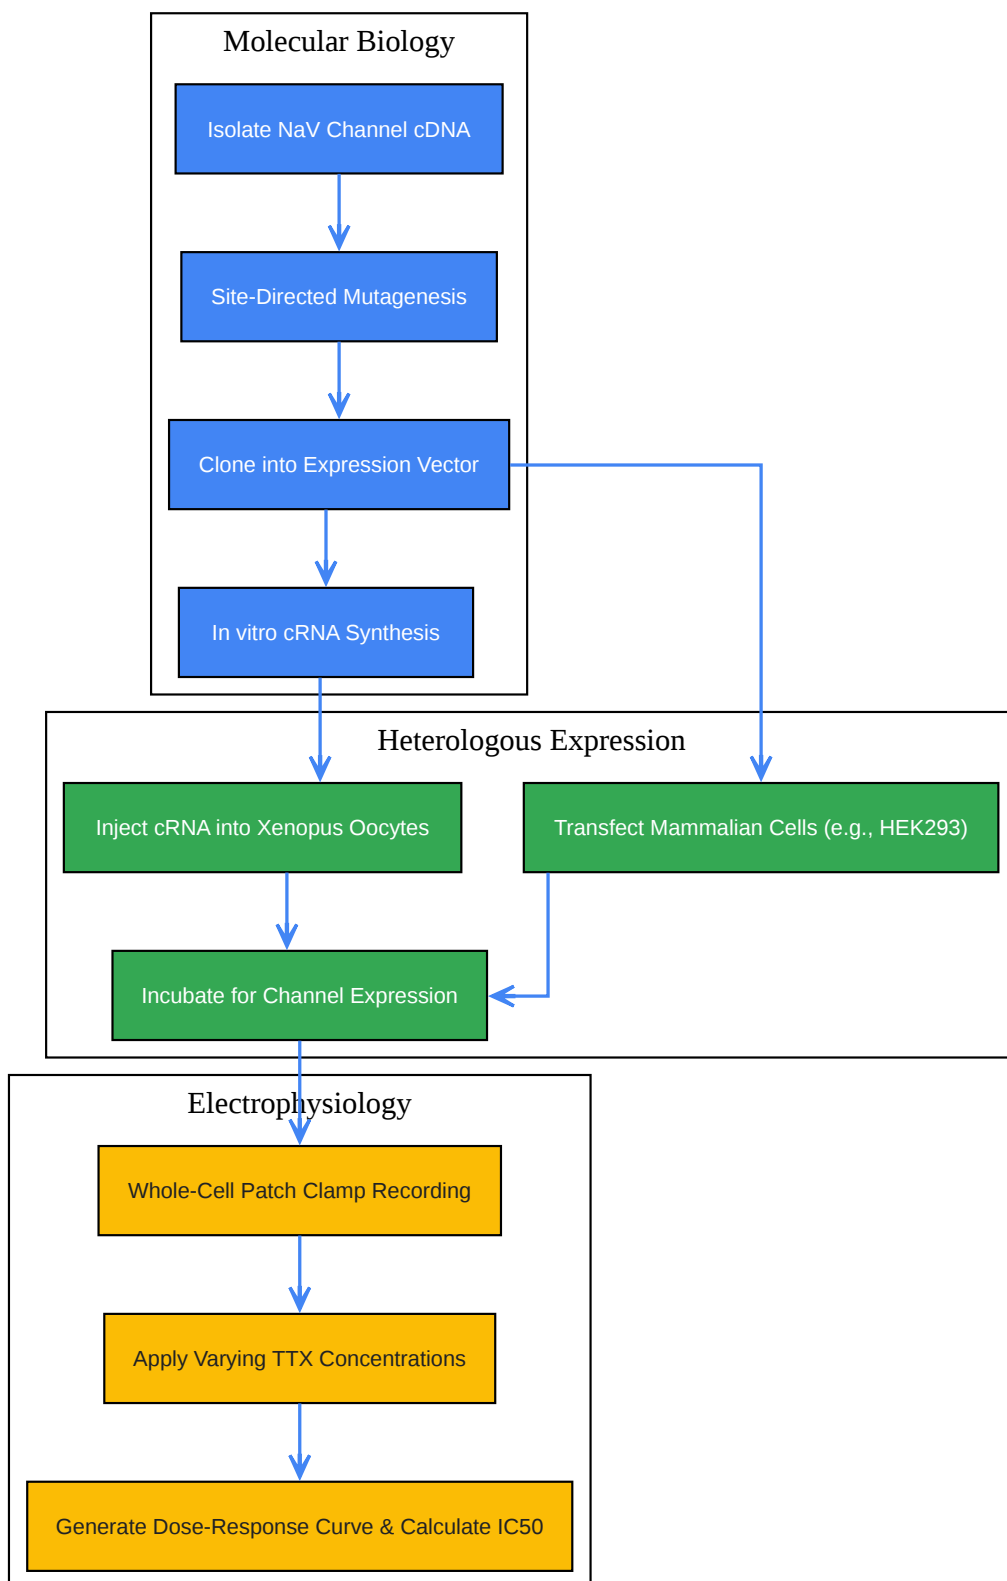 Molecular Biology
Isolate NaV Channel cDNA
Site-Directed Mutagenesis
Clone into Expression Vector
In vitro cRNA Synthesis
Heterologous Expression
Inject cRNA into Xenopus Oocytes
Transfect Mammalian Cells (e.g., HEK293)
Incubate for Channel Expression
Electrophysiology
Whole-Cell Patch Clamp Recording
Apply Varying TTX Concentrations
Generate Dose-Response Curve & Calculate IC50